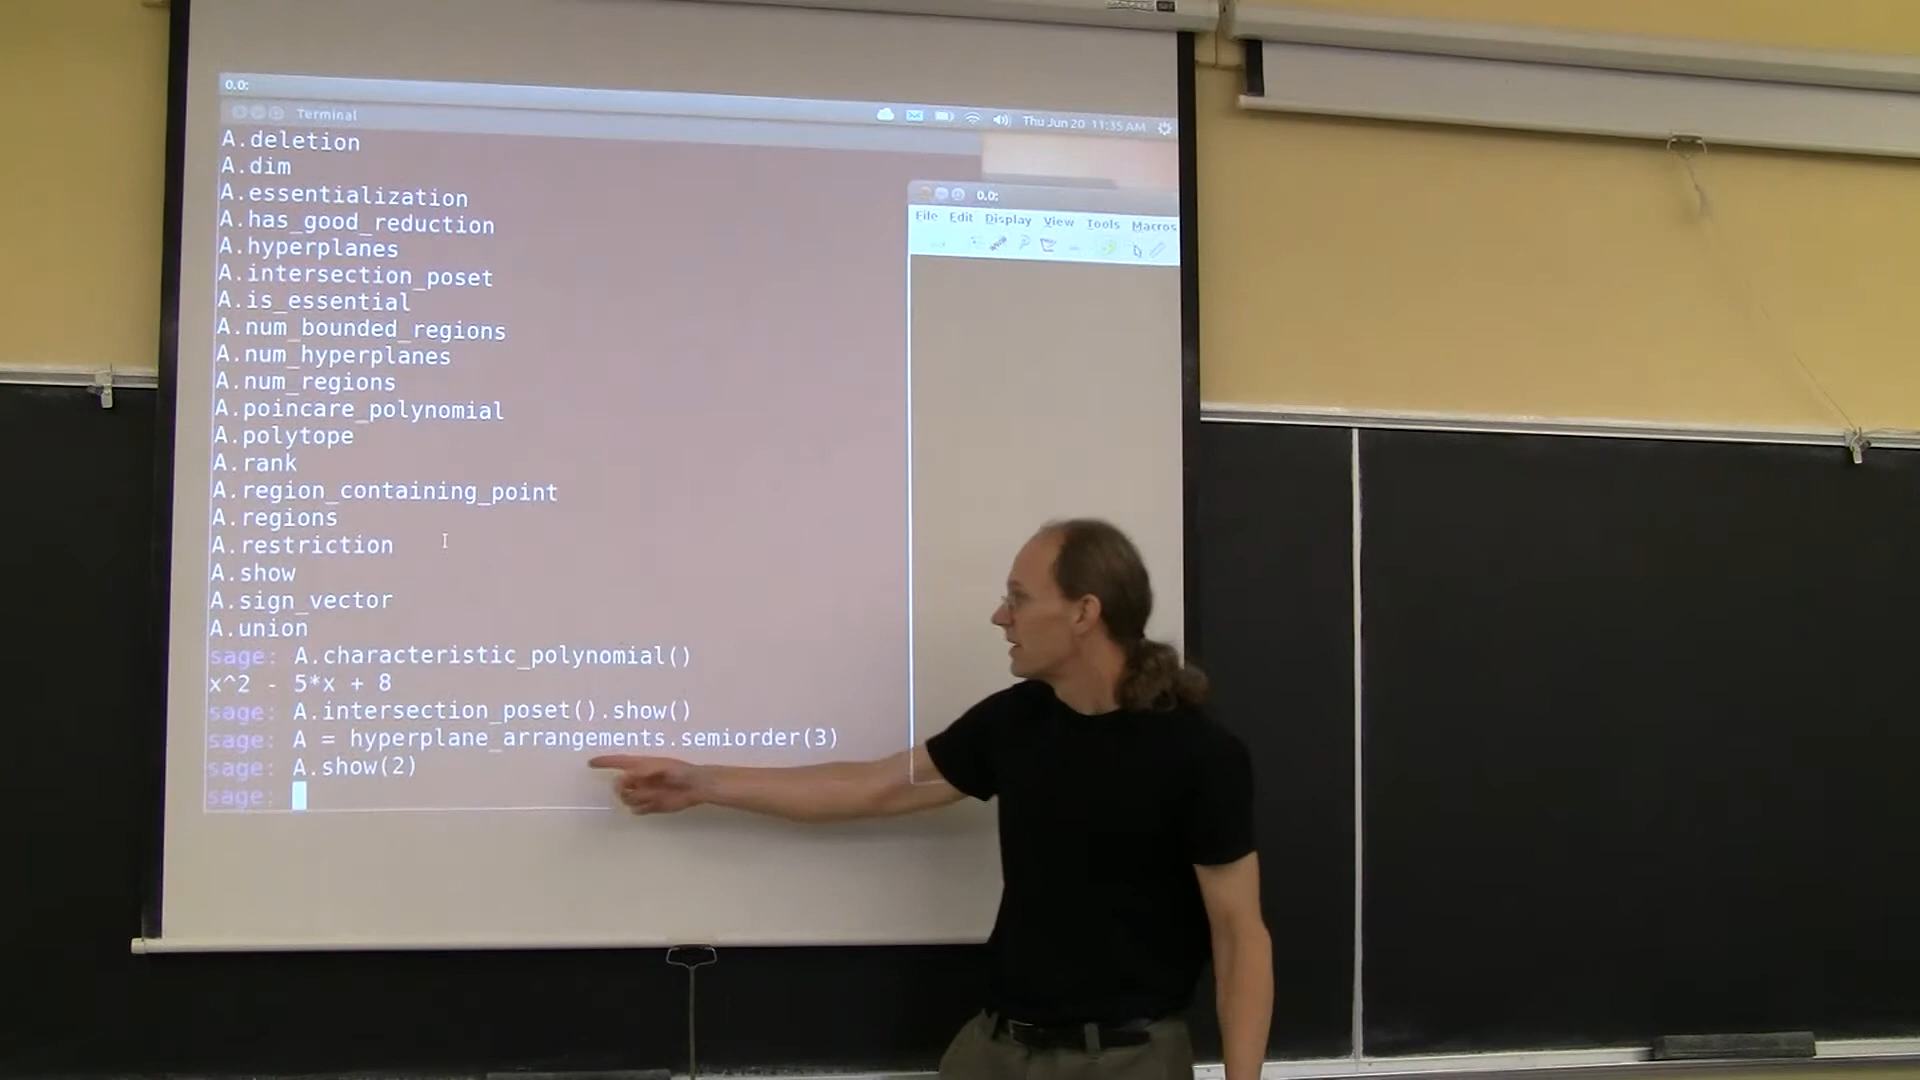 0.0:
Terminal
Thu Jun 20 11:35 AM
A.deletion
A.dim
A.essentialization
A.has_good_reduction
A.hyperplanes
A.intersection_poset
A.is_essential
A.num_bounded_regions
A.num_hyperplanes
A.num_regions
A.poincare_polynomial
A.polytope
A.rank
A.region_containing_point
A.regions
A.restriction
A.show
A.sign_vector
A.union
sage: A.characteristic_polynomial()
x^2 - 5*x + 8
sage: A.intersection_poset().show()
sage: A = hyperplane_arrangements.semiorder(3)
sage: A.show(2)
sage:
0.0:
File Edit Display View Tools Macros